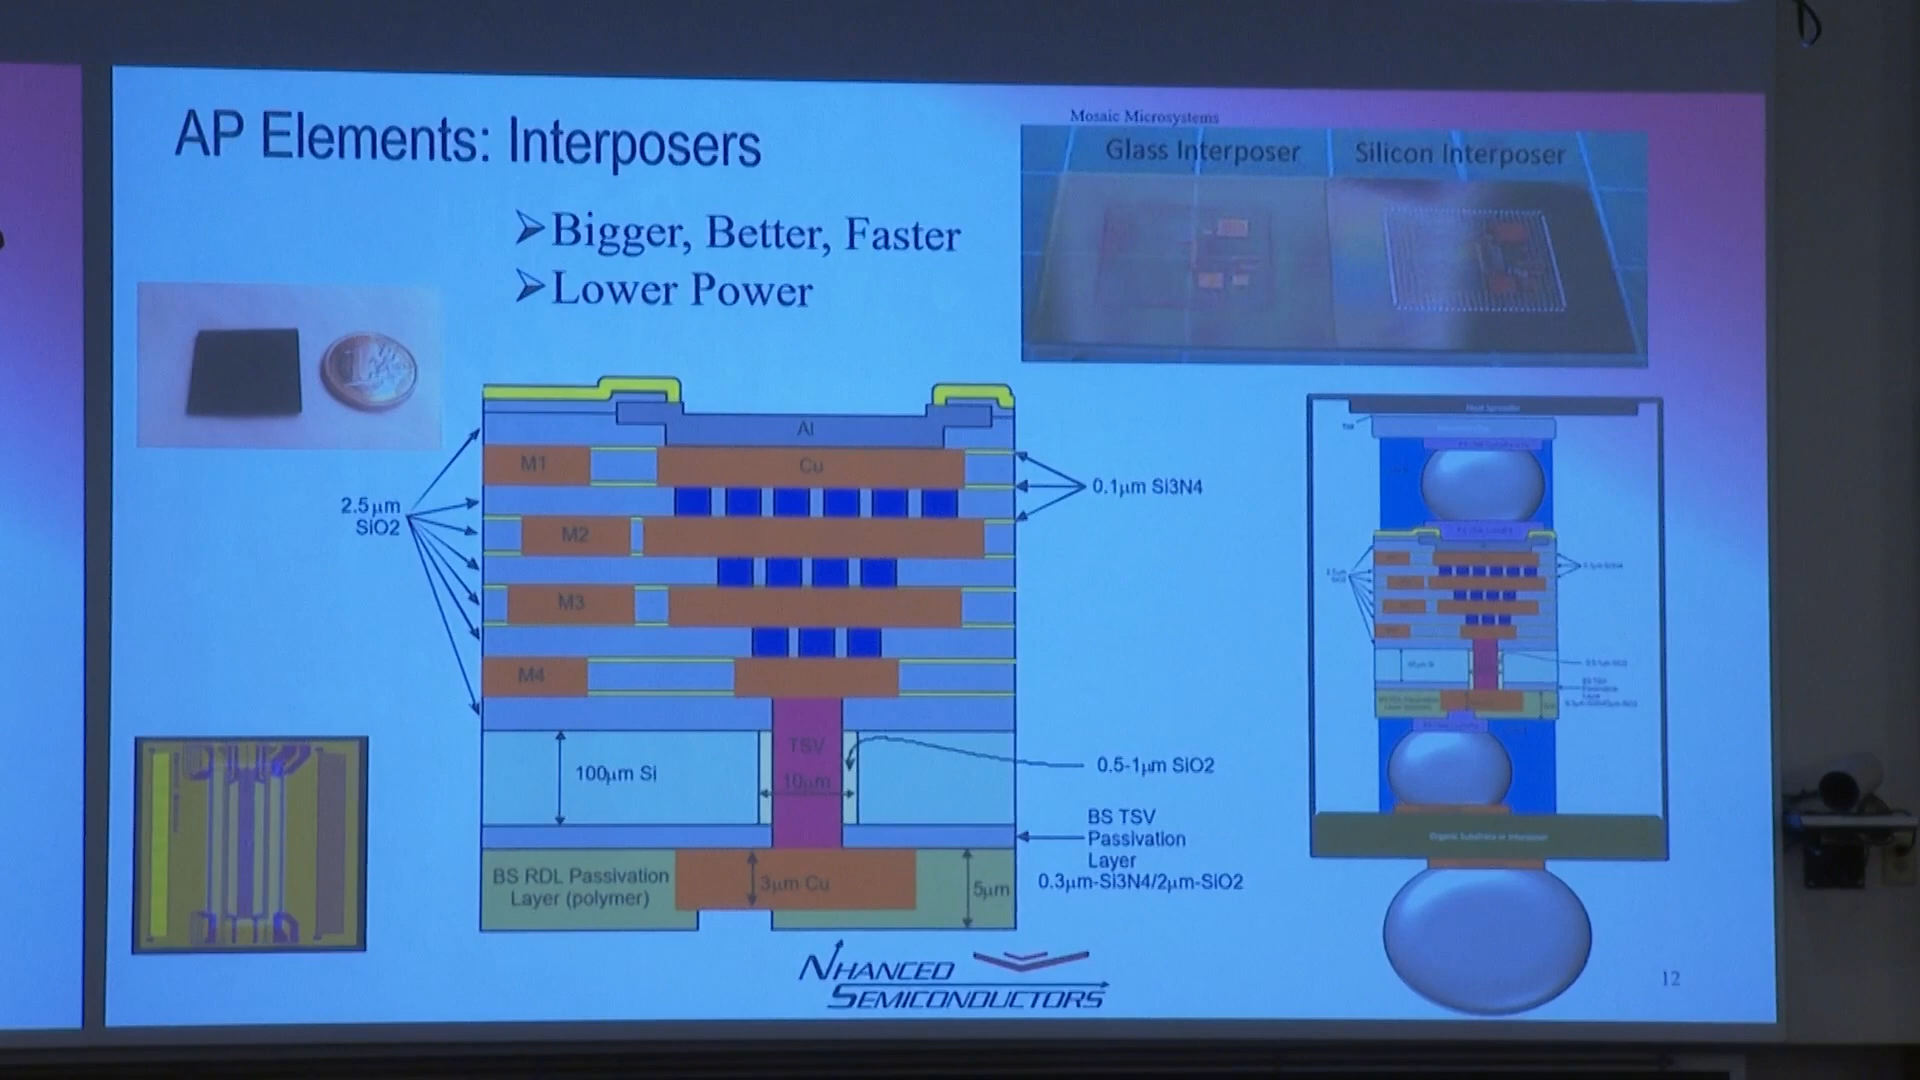 AP Elements: Interposers
Mosaic Microsystems
Glass Interposer
Silicon Interposer
➢Bigger, Better, Faster
➢Lower Power
Al
M1
Cu
2.5µm
SiO2
0.1µm Si3N4
M2
M3
M4
TSV
10µm
100µm Si
0.5-1µm SiO2
BS TSV
Passivation
Layer
0.3µm-Si3N4/2µm-SiO2
BS RDL Passivation
Layer (polymer)
3µm Cu
5µm
NHANCED
SEMICONDUCTORS
12